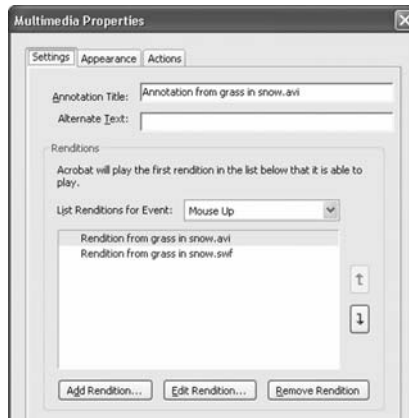 Multimedia Properties
Settings Appearance Actions
Annotation Title: Annotation from grass in snow.avi
Alternate Text:
Renditions
Acrobat will play the first rendition in the list below that it is able to
play.
List Renditions for Event: Mouse Up
Rendition from grass in snow.avi
Rendition from grass in snow.swf
Add Rendition... Edit Rendition... Remove Rendition